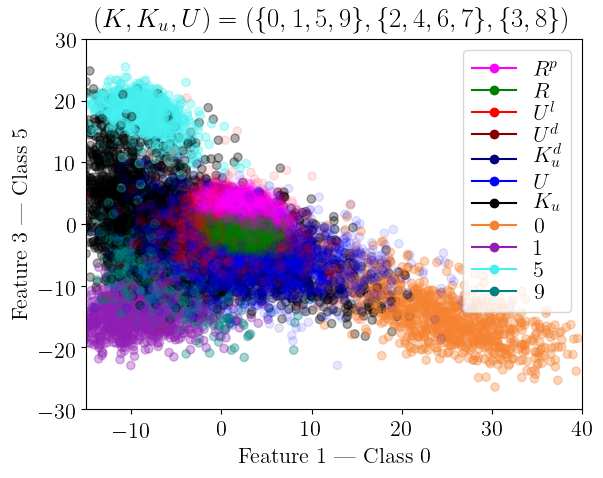 (K, K_u, U) = ({0, 1, 5, 9}, {2, 4, 6, 7}, {3, 8})
30
20
10
0
−10
−20
−30
Feature 3 — Class 5
R^p
R
U^l
U^d
K_u^d
U
K_u
0
1
5
9
−10 0 10 20 30 40
Feature 1 — Class 0